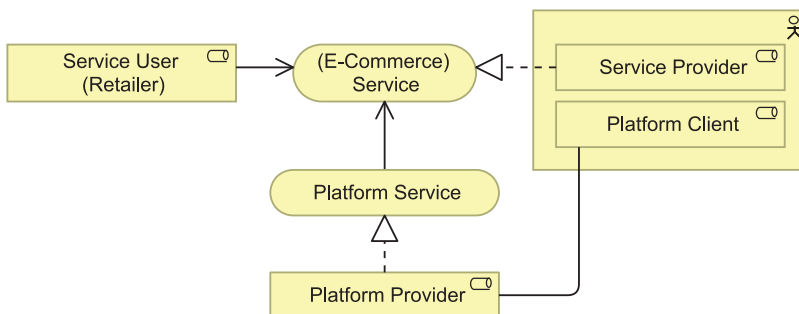 Service User
(Retailer)
(E-Commerce)
Service
Service Provider
Platform Client
Platform Service
Platform Provider